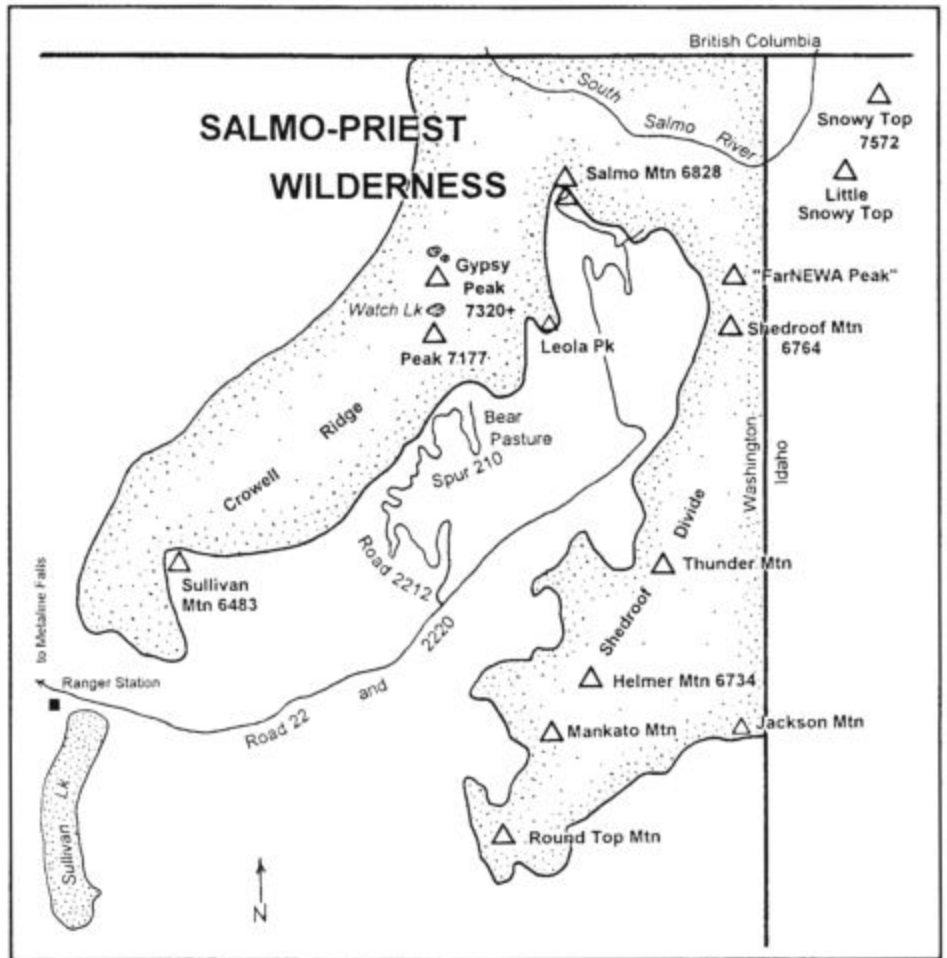 British Columbia
South
Salmo
River
Snowy Top
7572
SALMO-PRIEST
WILDERNESS
Salmo Mtn 6828
Little
Snowy Top
Gypsy
Peak
7320+
"FarNEWA Peak"
Watch Lk
Shedroof Mtn
6764
Peak 7177
Leola Pk
Bear
Pasture
Crowell
Ridge
Spur 210
Washington
Idaho
Road 2212
Shedroof
Divide
Thunder Mtn
Sullivan
Mtn 6483
to Metaline Falls
Ranger Station
Road 22
and
2220
Helmer Mtn 6734
Mankato Mtn
Jackson Mtn
Sullivan
Lk
Round Top Mtn
N